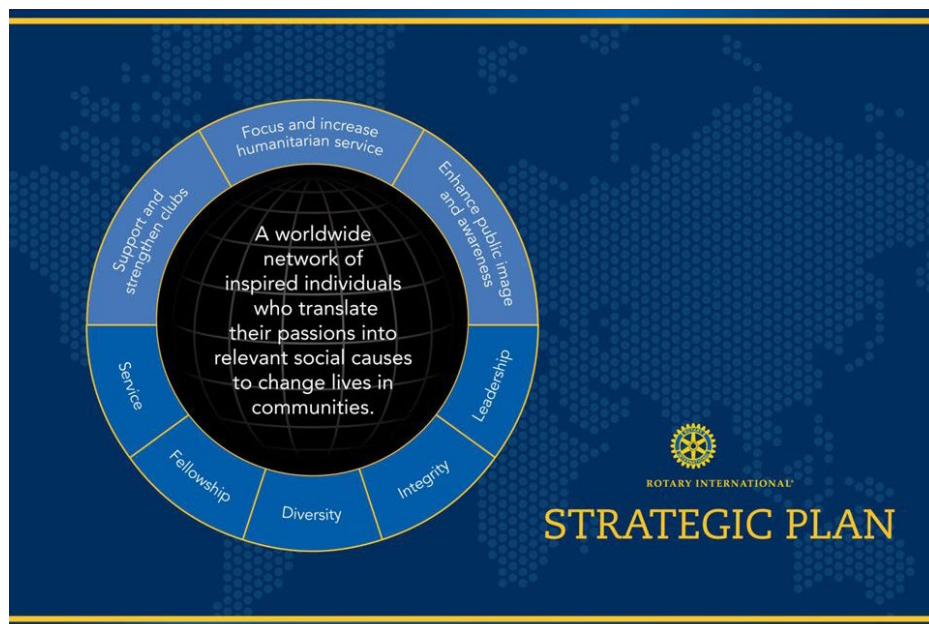 Focus and increase
humanitarian service
Support and
strengthen clubs
Enhance public image
and awareness
A worldwide
network of
inspired individuals
who translate
their passions into
relevant social causes
to change lives in
communities.
Service
Fellowship
Diversity
Integrity
Leadership
ROTARY INTERNATIONAL®
STRATEGIC PLAN